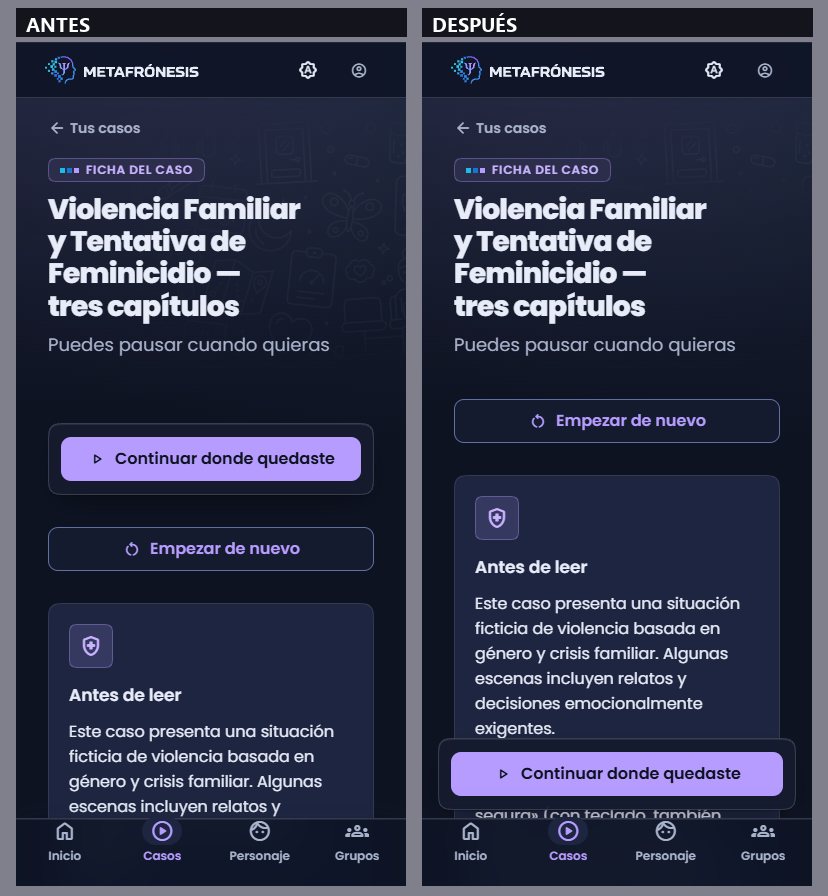 ANTES
METAFRÓNESIS
← Tus casos
FICHA DEL CASO
Violencia Familiar
y Tentativa de
Feminicidio —
tres capítulos
Puedes pausar cuando quieras
Continuar donde quedaste
Empezar de nuevo
Antes de leer
Este caso presenta una situación
ficticia de violencia basada en
género y crisis familiar. Algunas
escenas incluyen relatos y
Inicio Casos Personaje Grupos
DESPUÉS
METAFRÓNESIS
← Tus casos
FICHA DEL CASO
Violencia Familiar
y Tentativa de
Feminicidio —
tres capítulos
Puedes pausar cuando quieras
Empezar de nuevo
Antes de leer
Este caso presenta una situación
ficticia de violencia basada en
género y crisis familiar. Algunas
escenas incluyen relatos y
decisiones emocionalmente
exigentes.
Continuar donde quedaste
segura» (con teclado, también
Inicio Casos Personaje Grupos